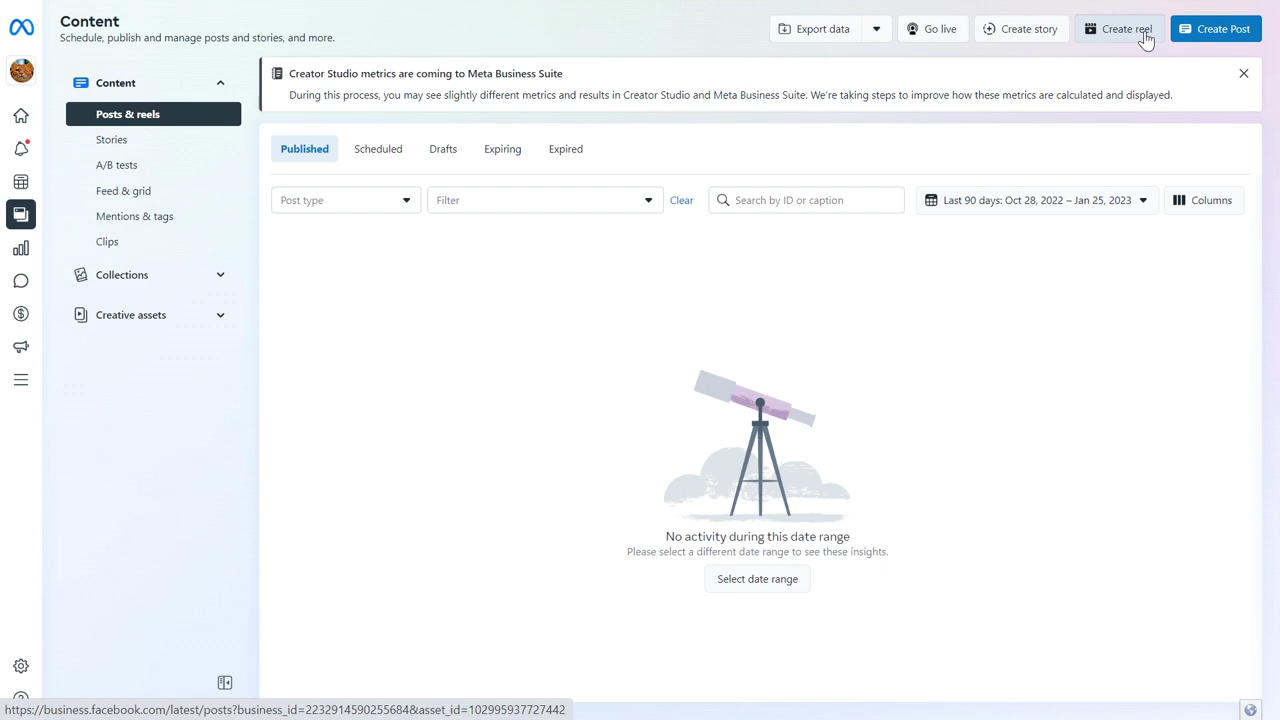 Content
Schedule, publish and manage posts and stories, and more.
Export data
Go live
Create story
Create reel
Create Post
Content
Posts & reels
Stories
A/B tests
Feed & grid
Mentions & tags
Clips
Collections
Creative assets
Creator Studio metrics are coming to Meta Business Suite
During this process, you may see slightly different metrics and results in Creator Studio and Meta Business Suite. We're taking steps to improve how these metrics are calculated and displayed.
Published
Scheduled
Drafts
Expiring
Expired
Post type
Filter
Clear
Search by ID or caption
Last 90 days: Oct 28, 2022 – Jan 25, 2023
Columns
No activity during this date range
Please select a different date range to see these insights.
Select date range
https://business.facebook.com/latest/posts?business_id=2232914590255684&asset_id=102995937727442